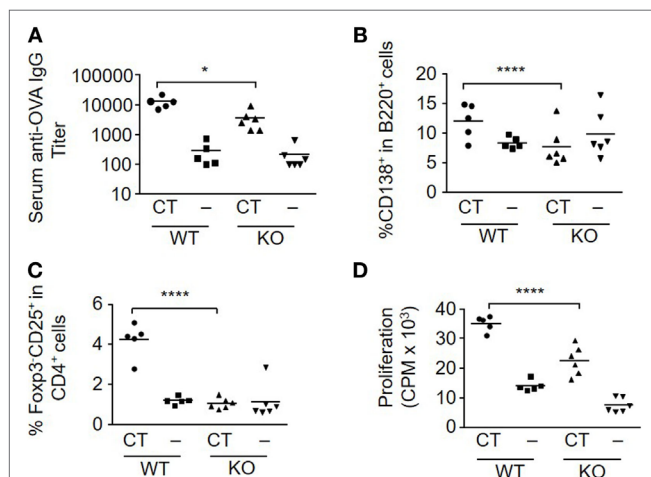 A
Serum anti-OVA IgG
Titer
100000
10000
1000
100
10
*
CT – CT –
WT KO
B
%CD138⁺ in B220⁺ cells
20
15
10
5
0
****
CT – CT –
WT KO
C
% Foxp3⁻CD25⁺ in
CD4⁺ cells
6
4
2
0
****
CT – CT –
WT KO
D
Proliferation
(CPM x 10³)
40
30
20
10
0
****
CT – CT –
WT KO